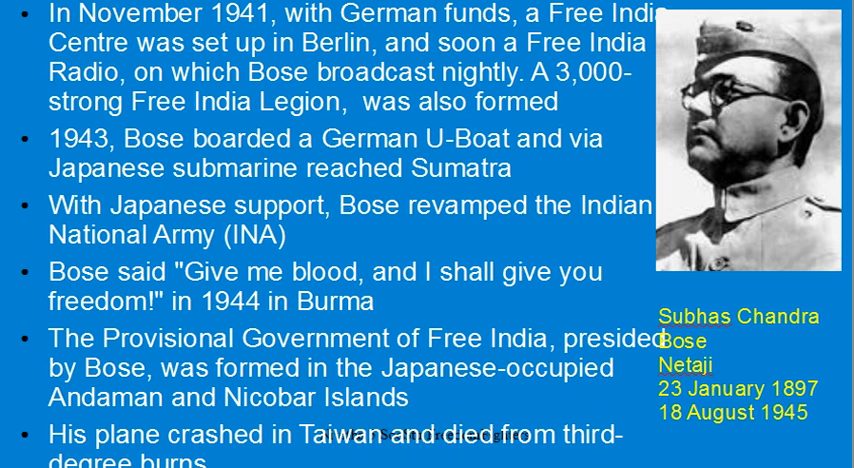 In November 1941, with German funds, a Free India
Centre was set up in Berlin, and soon a Free India
Radio, on which Bose broadcast nightly. A 3,000-
strong Free India Legion,  was also formed
1943, Bose boarded a German U-Boat and via
Japanese submarine reached Sumatra
With Japanese support, Bose revamped the Indian
National Army (INA)
Bose said "Give me blood, and I shall give you
freedom!" in 1944 in Burma
The Provisional Government of Free India, presided
by Bose, was formed in the Japanese-occupied
Andaman and Nicobar Islands
His plane crashed in Taiwan and died from third-
degree burns
Subhas Chandra
Bose
Netaji
23 January 1897
18 August 1945